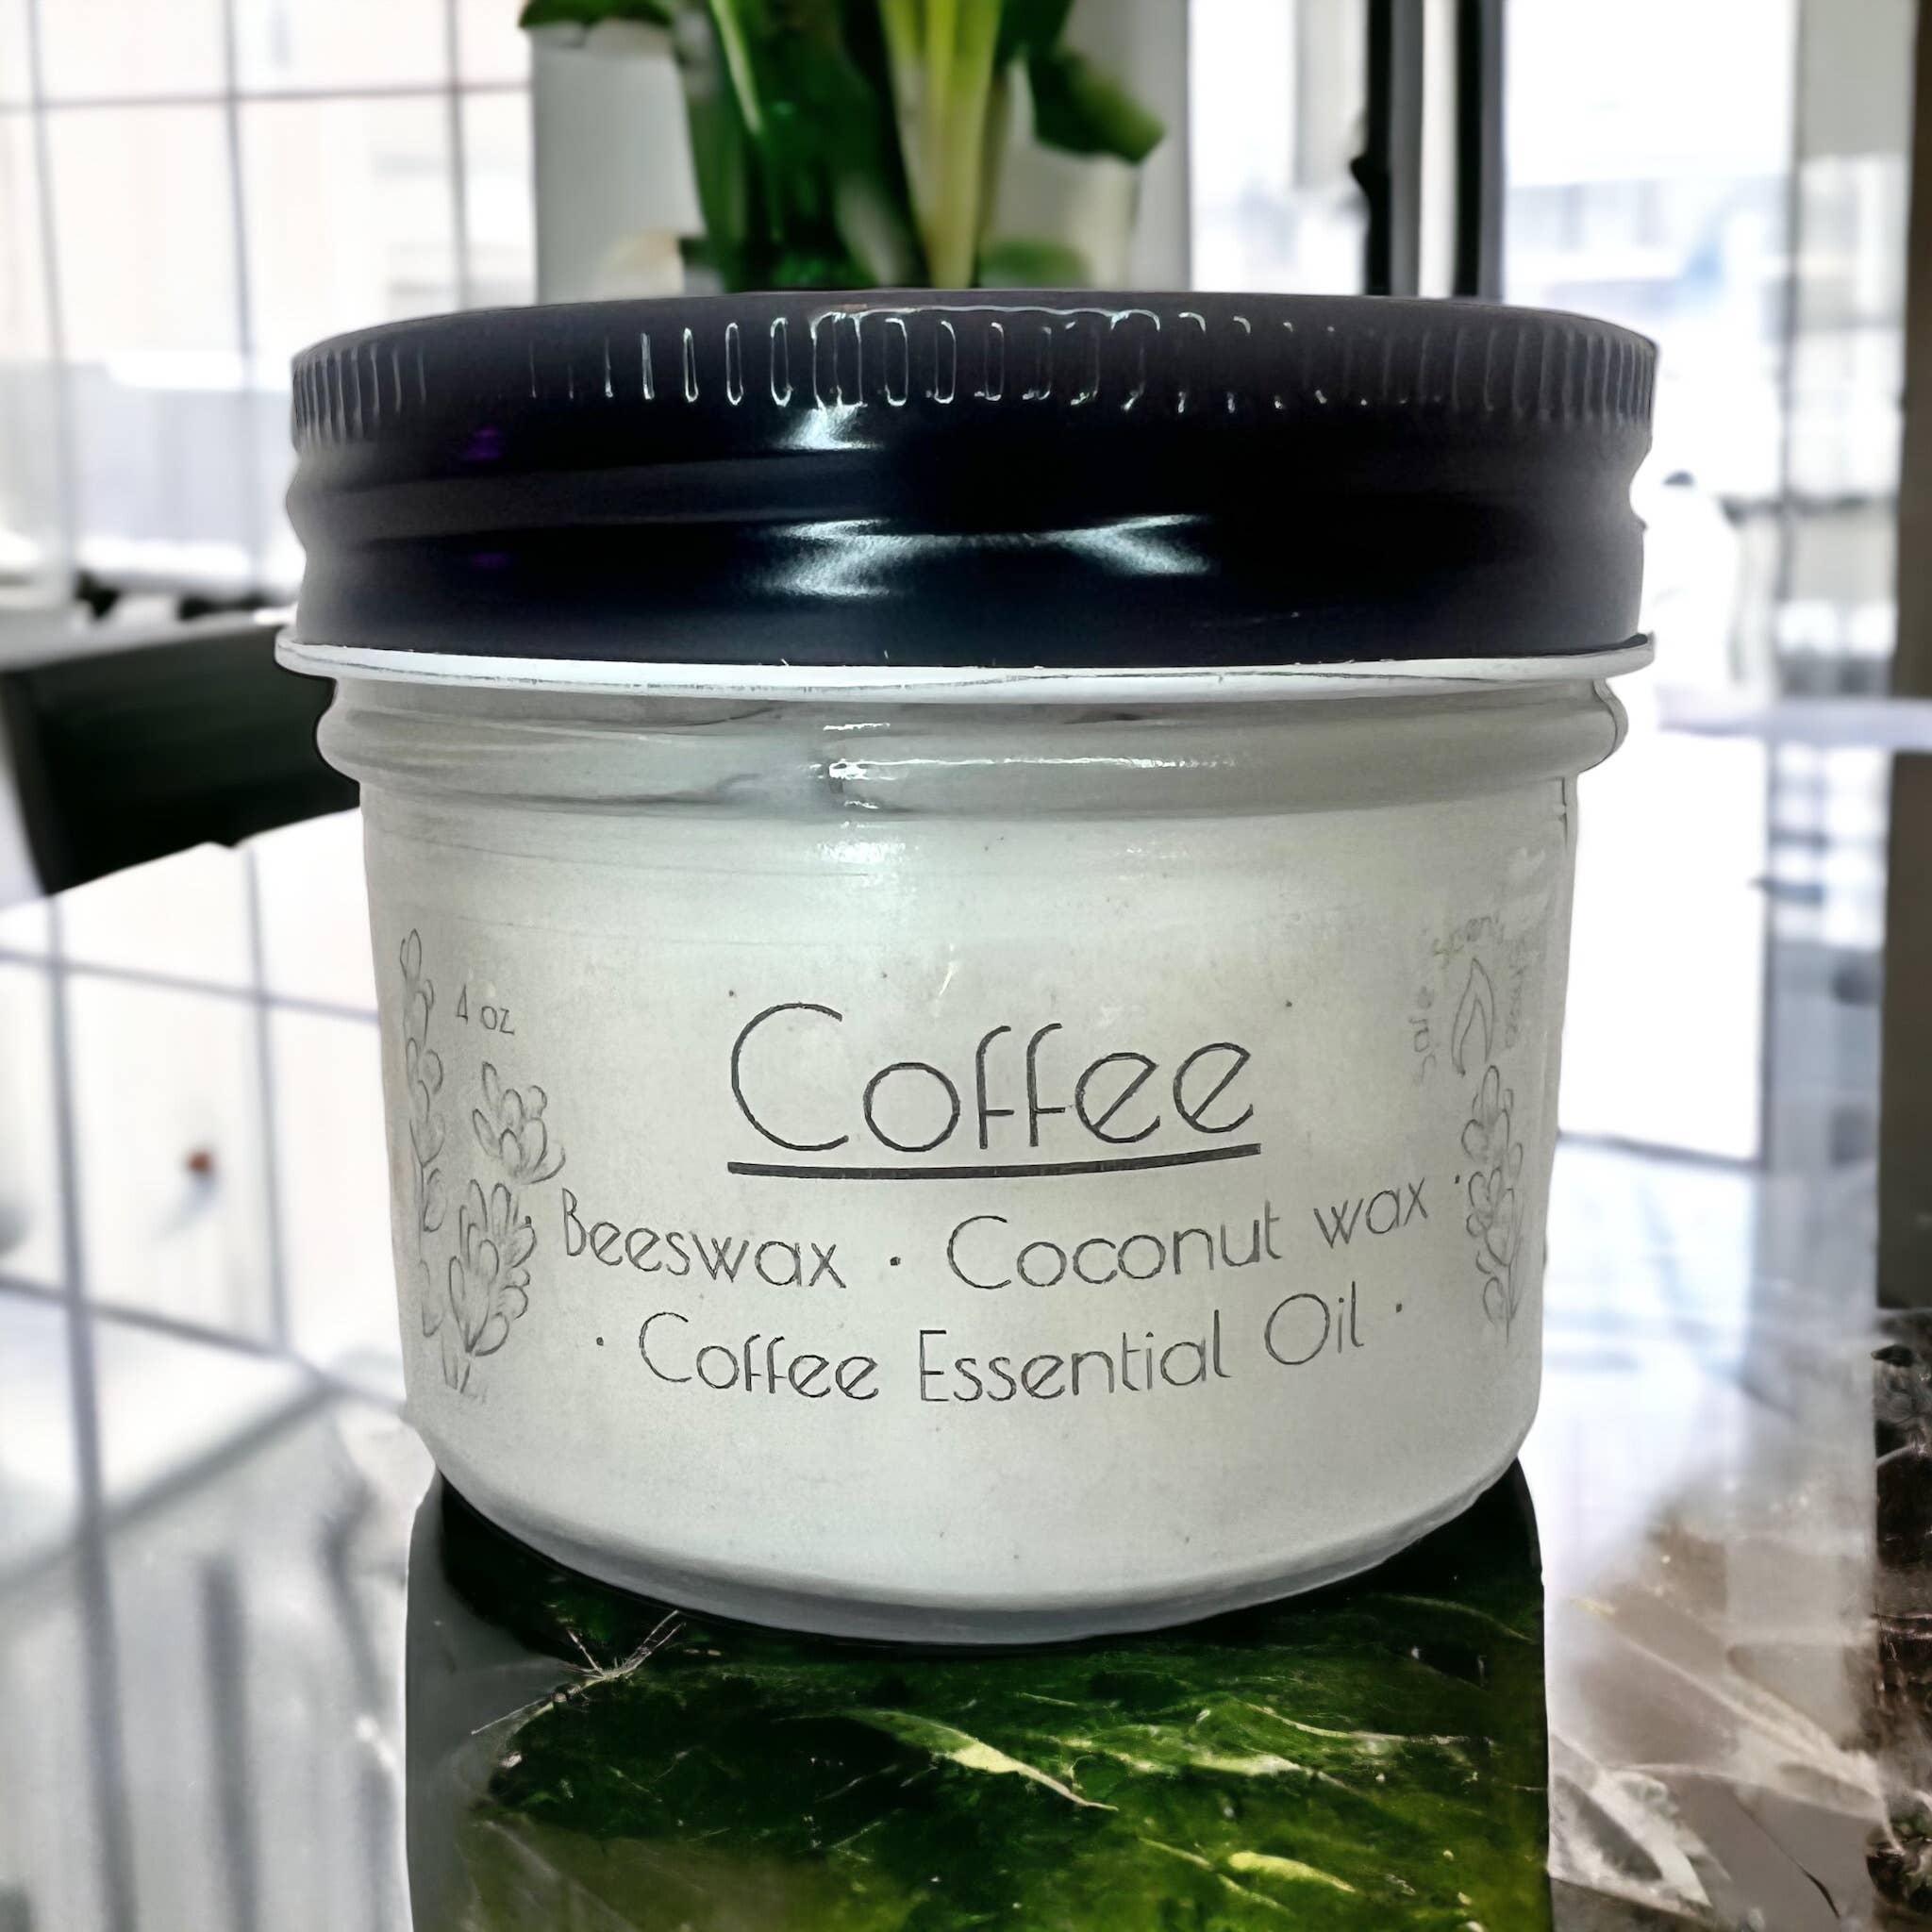 4 oz
Coffee
Beeswax · Coconut wax ·
· Coffee Essential Oil ·